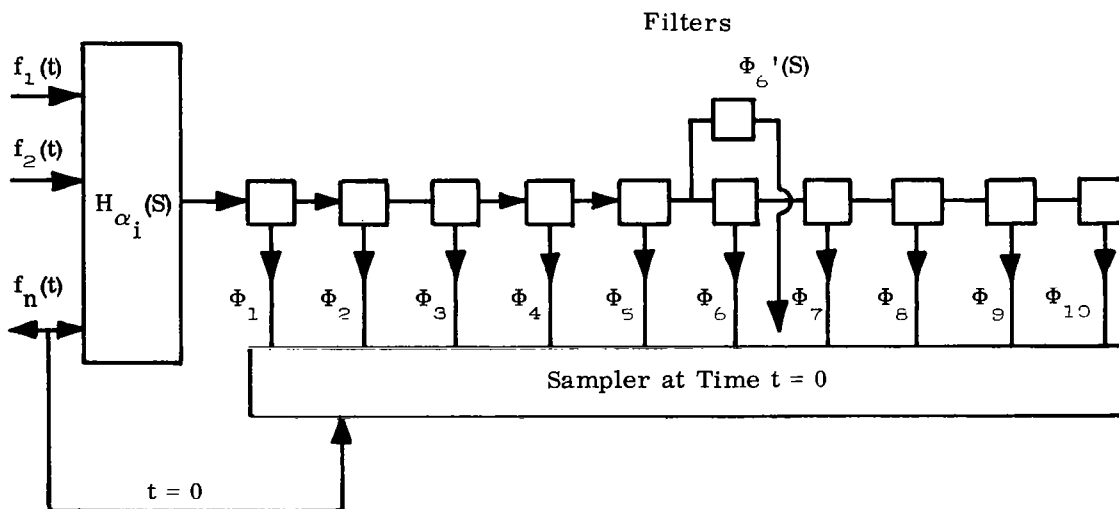 Filters
Φ₆'(S)
f₁(t)
f₂(t)
H_αᵢ(S)
fₙ(t)
Φ₁ Φ₂ Φ₃ Φ₄ Φ₅ Φ₆ Φ₇ Φ₈ Φ₉ Φ₁₀
Sampler at Time t = 0
t = 0